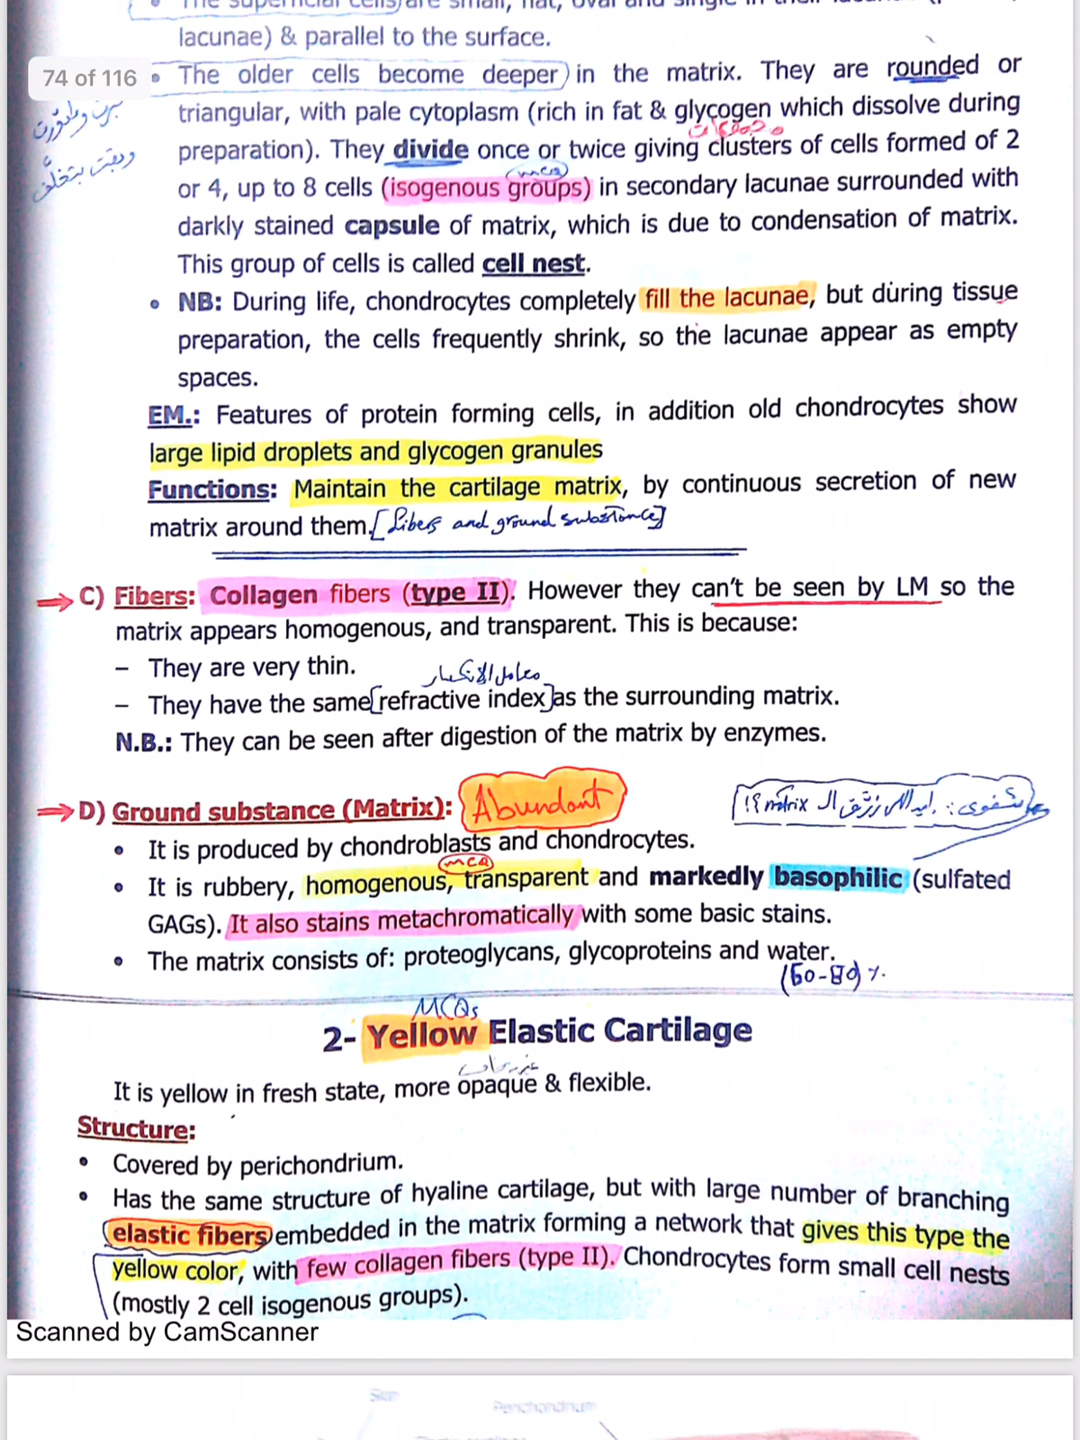 The superficial cells) are small, flat, oval and single in their lacunae (
lacunae) & parallel to the surface.
74 of 116
• The older cells become deeper) in the matrix. They are rounded or
triangular, with pale cytoplasm (rich in fat & glycogen which dissolve during
preparation). They divide once or twice giving clusters of cells formed of 2
mcq
or 4, up to 8 cells (isogenous groups) in secondary lacunae surrounded with
darkly stained capsule of matrix, which is due to condensation of matrix.
This group of cells is called cell nest.
• NB: During life, chondrocytes completely fill the lacunae, but during tissue
preparation, the cells frequently shrink, so the lacunae appear as empty
spaces.
EM.: Features of protein forming cells, in addition old chondrocytes show
large lipid droplets and glycogen granules
Functions: Maintain the cartilage matrix, by continuous secretion of new
matrix around them. [fibers and ground substance]
C) Fibers: Collagen fibers (type II). However they can't be seen by LM so the
matrix appears homogenous, and transparent. This is because:
– They are very thin.
معامل الانكسار
– They have the same [refractive index] as the surrounding matrix.
N.B.: They can be seen after digestion of the matrix by enzymes.
D) Ground substance (Matrix): Abundant
matrix ال
• It is produced by chondroblasts and chondrocytes.
mcq
• It is rubbery, homogenous, transparent and markedly basophilic (sulfated
GAGs). It also stains metachromatically with some basic stains.
• The matrix consists of: proteoglycans, glycoproteins and water.
(60-80)%
MCQs
2- Yellow Elastic Cartilage
It is yellow in fresh state, more opaque & flexible.
Structure:
• Covered by perichondrium.
• Has the same structure of hyaline cartilage, but with large number of branching
elastic fibers embedded in the matrix forming a network that gives this type the
yellow color, with few collagen fibers (type II). Chondrocytes form small cell nests
(mostly 2 cell isogenous groups).
Scanned by CamScanner
Skin
Perichondrium